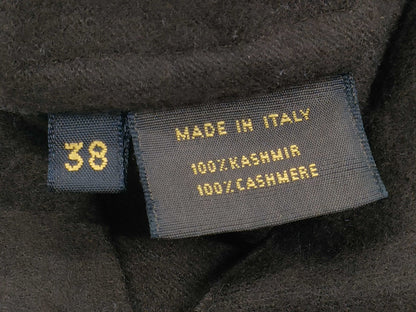 38
MADE IN ITALY
100% KASHMIR
100% CASHMERE